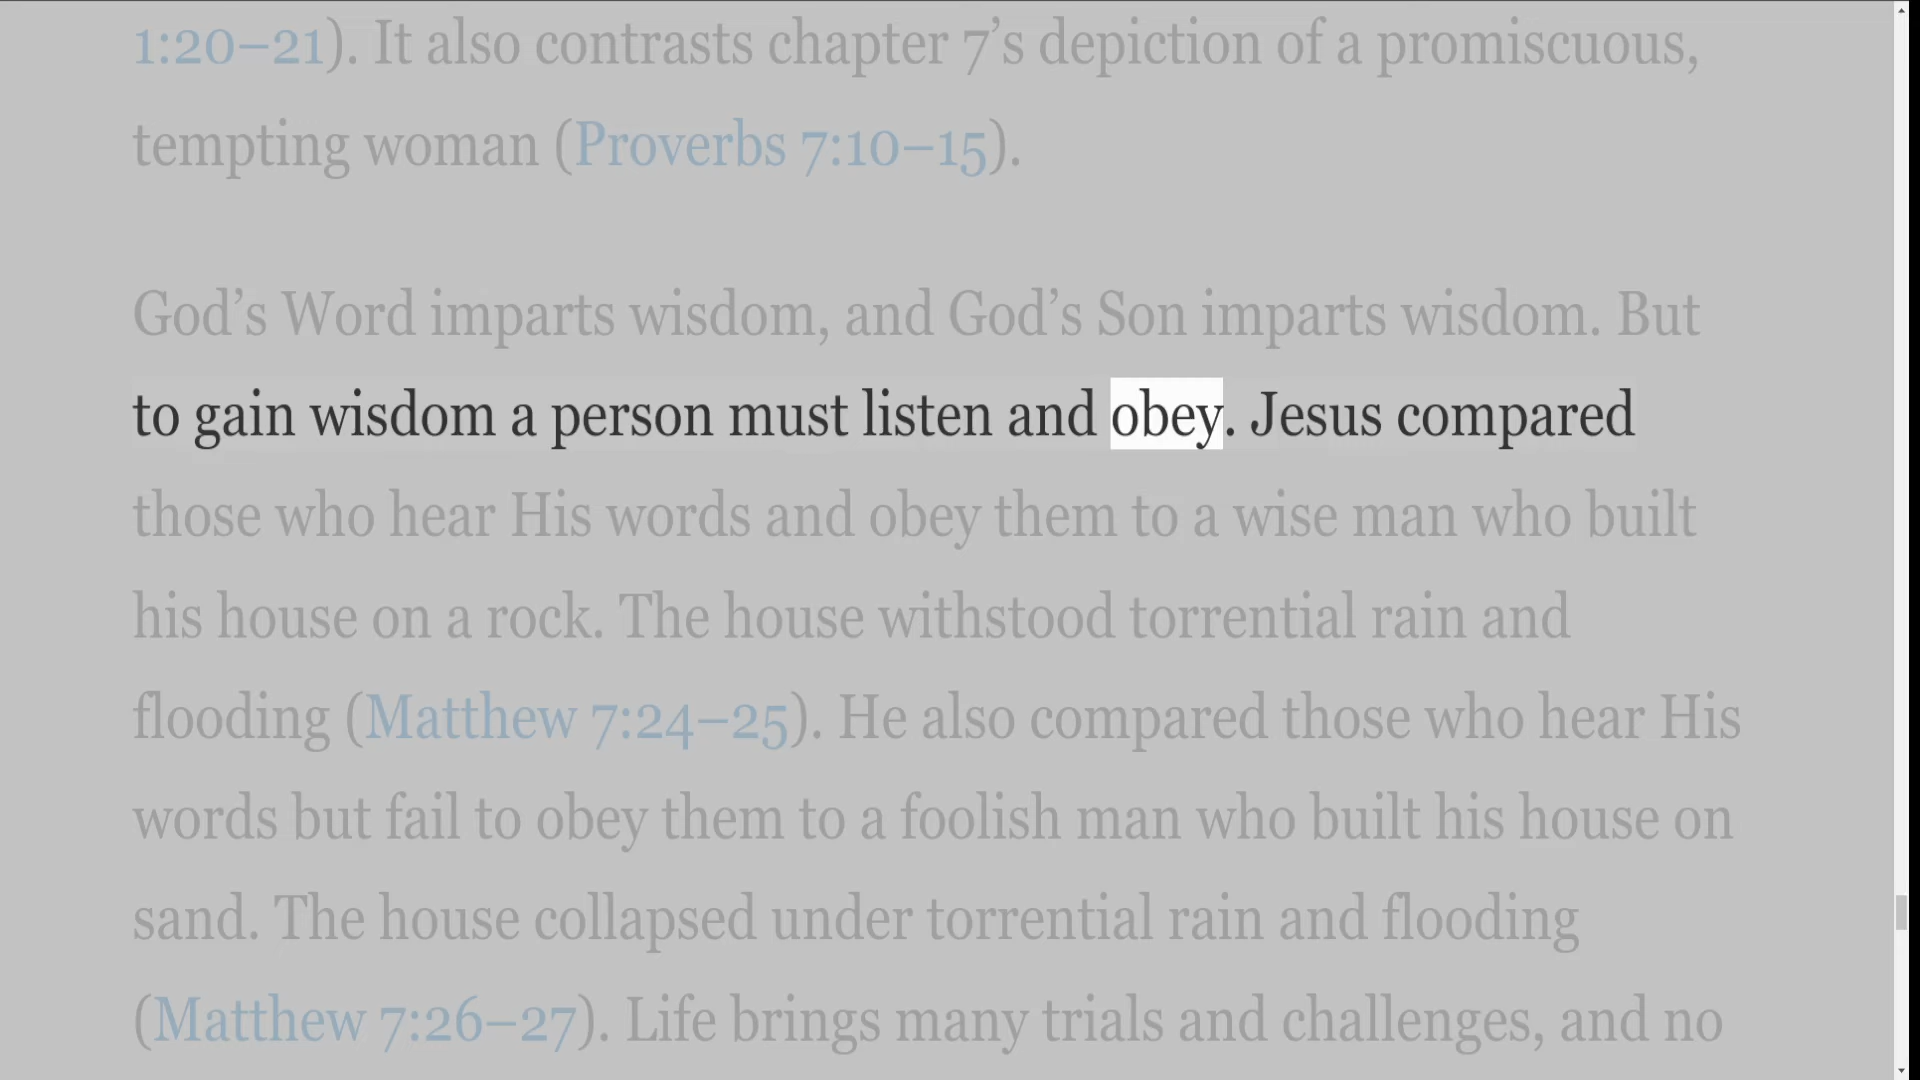 1:20–21). It also contrasts chapter 7’s depiction of a promiscuous,
tempting woman (Proverbs 7:10–15).
God’s Word imparts wisdom, and God’s Son imparts wisdom. But
to gain wisdom a person must listen and obey. Jesus compared
those who hear His words and obey them to a wise man who built
his house on a rock. The house withstood torrential rain and
flooding (Matthew 7:24–25). He also compared those who hear His
words but fail to obey them to a foolish man who built his house on
sand. The house collapsed under torrential rain and flooding
(Matthew 7:26–27). Life brings many trials and challenges, and no